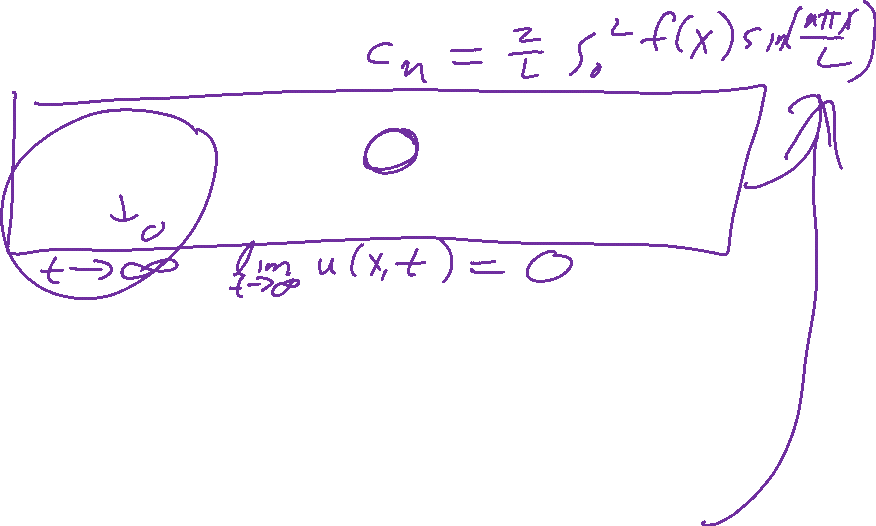 c_n = 2/L ∫_0^L f(x) sin(nπx/L)
0
↓ 0
t→∞ lim_{t→∞} u(x,t) = 0